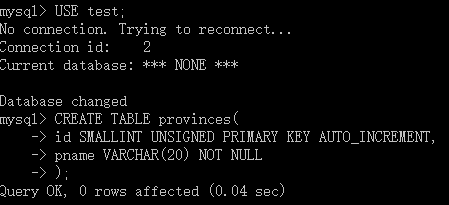 mysql> USE test;
No connection. Trying to reconnect...
Connection id:    2
Current database: *** NONE ***

Database changed
mysql> CREATE TABLE provinces(
    -> id SMALLINT UNSIGNED PRIMARY KEY AUTO_INCREMENT,
    -> pname VARCHAR(20) NOT NULL
    -> );
Query OK, 0 rows affected (0.04 sec)